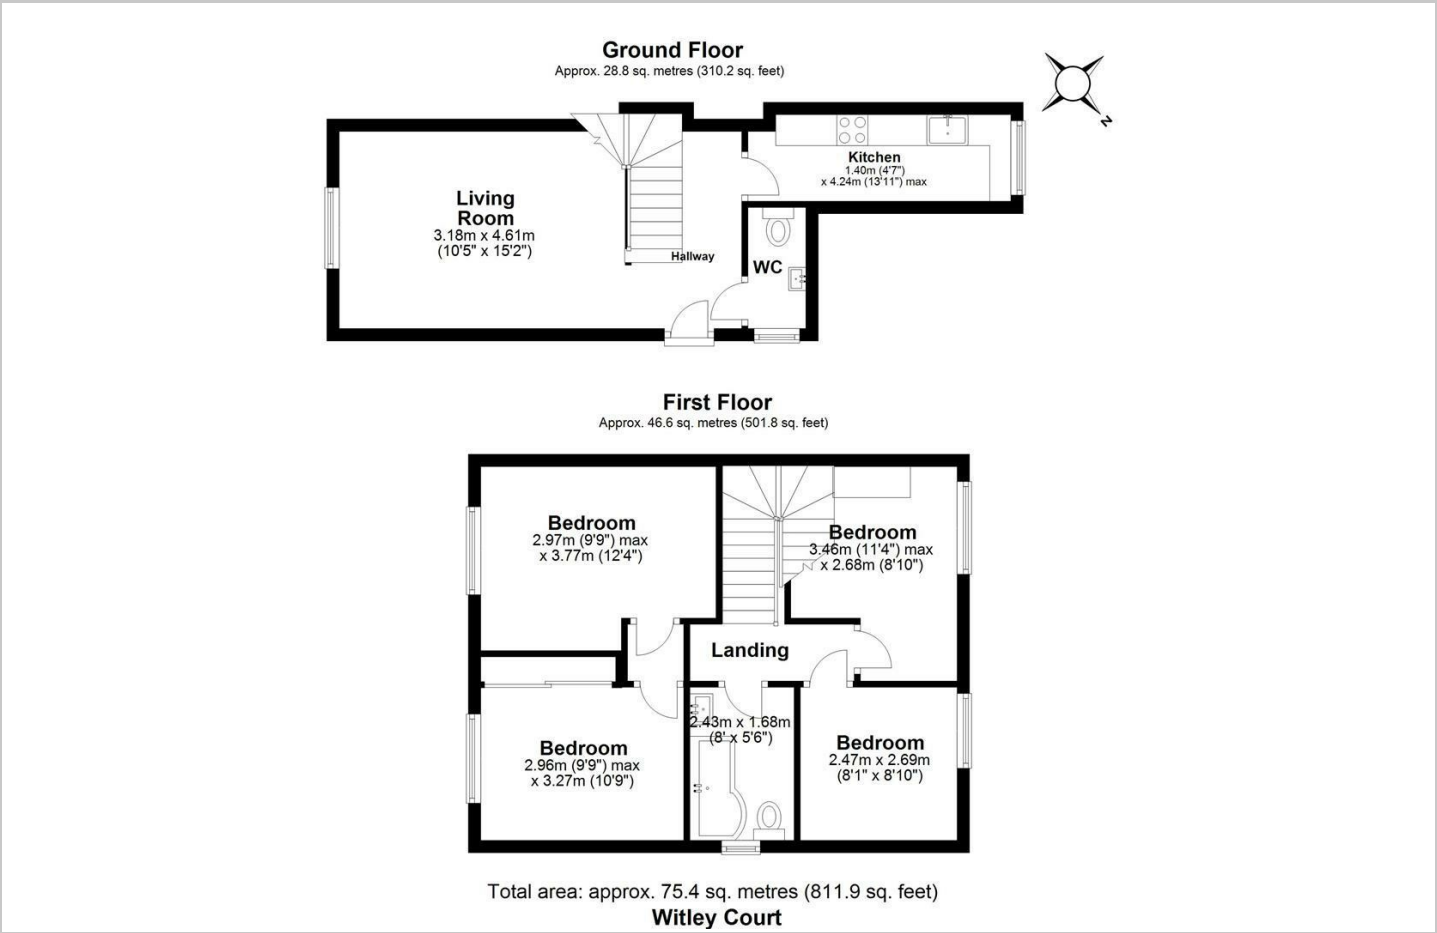 Ground Floor
Approx. 28.8 sq. metres (310.2 sq. feet)
N
Kitchen
1.40m (4'7")
x 4.24m (13'11") max
Living
Room
3.18m x 4.61m
(10'5" x 15'2")
Hallway
WC
First Floor
Approx. 46.6 sq. metres (501.8 sq. feet)
Bedroom
2.97m (9'9") max
x 3.77m (12'4")
Bedroom
3.46m (11'4") max
x 2.68m (8'10")
Landing
2.43m x 1.68m
(8' x 5'6")
Bedroom
2.96m (9'9") max
x 3.27m (10'9")
Bedroom
2.47m x 2.69m
(8'1" x 8'10")
Total area: approx. 75.4 sq. metres (811.9 sq. feet)
Witley Court